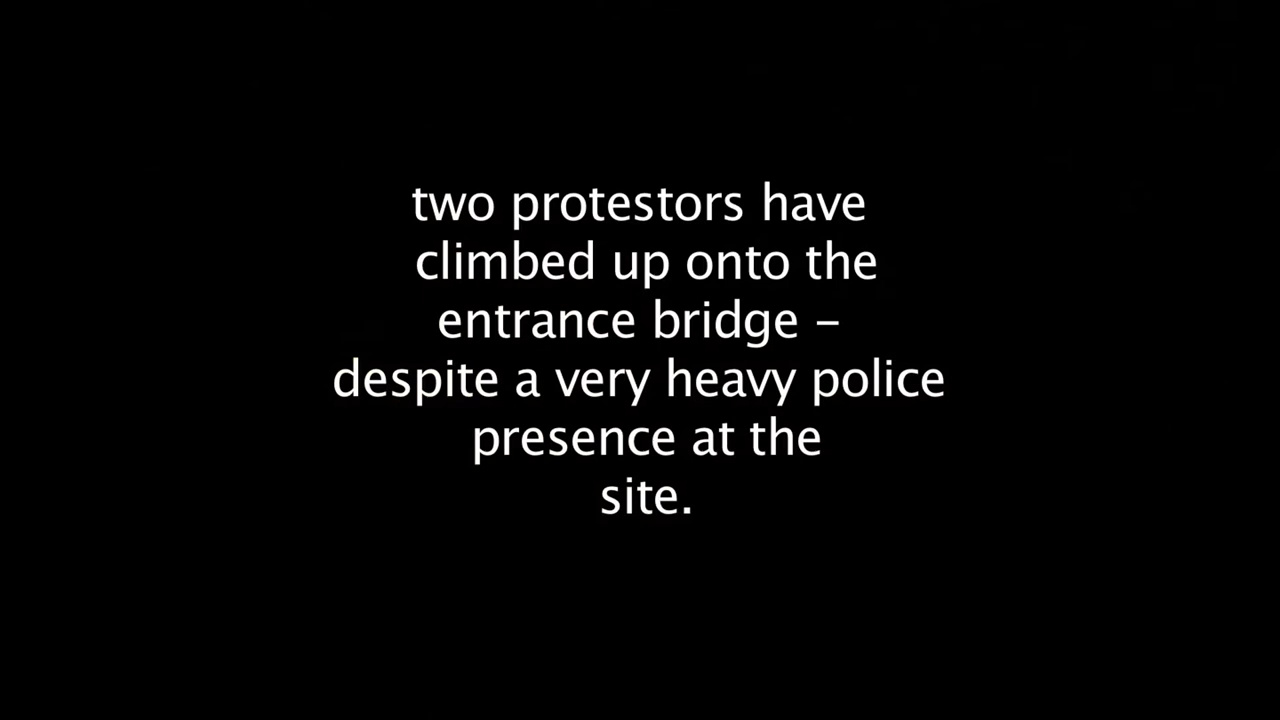 two protestors have
climbed up onto the
entrance bridge –
despite a very heavy police
presence at the
site.